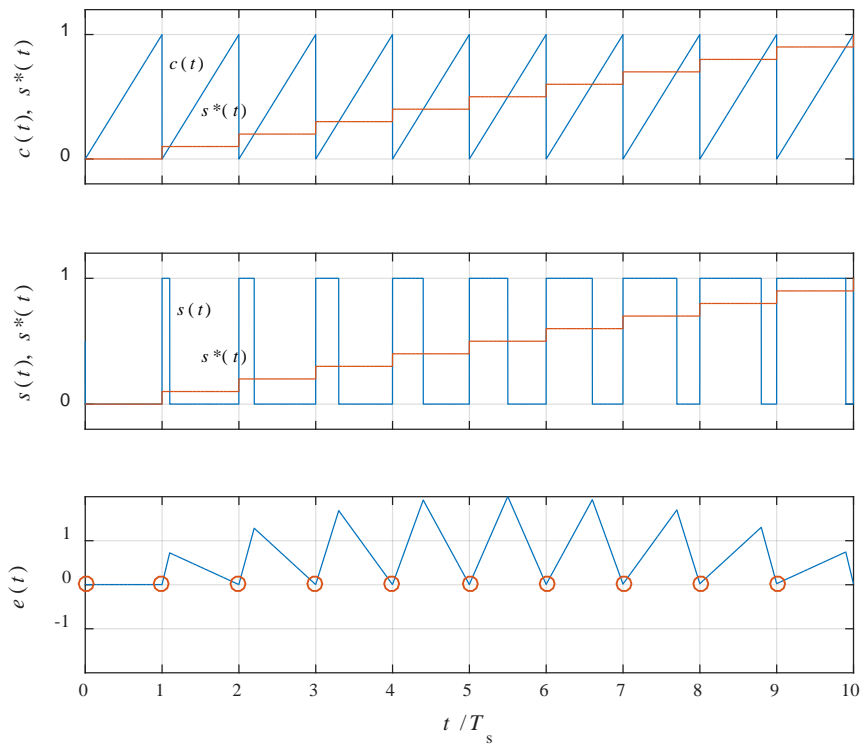 1
c(t)
s*(t)
0
c(t), s*(t)
1
s(t)
s*(t)
0
s(t), s*(t)
1
0
-1
e(t)
0 1 2 3 4 5 6 7 8 9 10
t/Ts